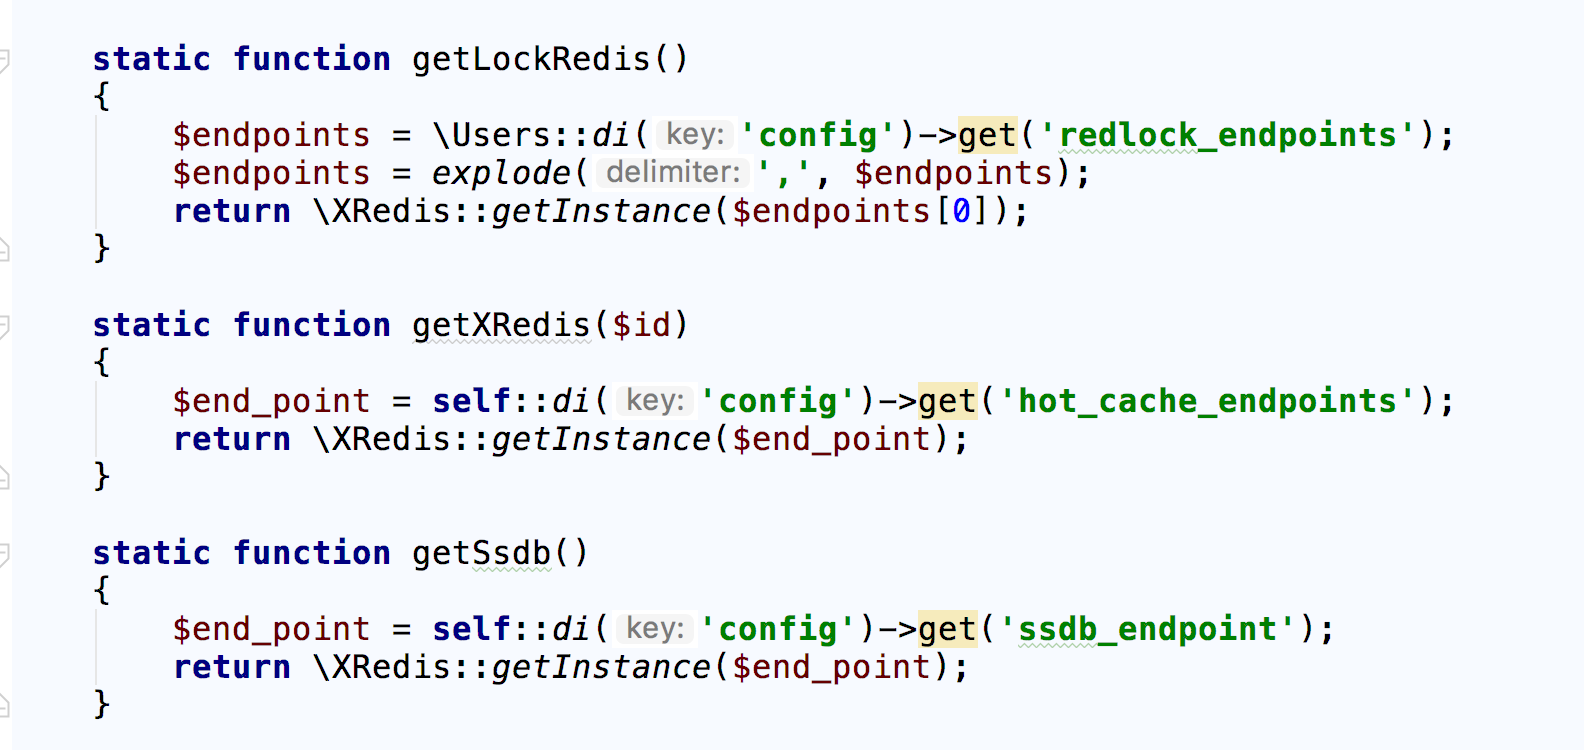 static function getLockRedis()
{
$endpoints = \Users::di( key: 'config')->get('redlock_endpoints');
$endpoints = explode( delimiter: ',', $endpoints);
return \XRedis::getInstance($endpoints[0]);
}
static function getXRedis($id)
{
$end_point = self::di( key: 'config')->get('hot_cache_endpoints');
return \XRedis::getInstance($end_point);
}
static function getSsdb()
{
$end_point = self::di( key: 'config')->get('ssdb_endpoint');
return \XRedis::getInstance($end_point);
}